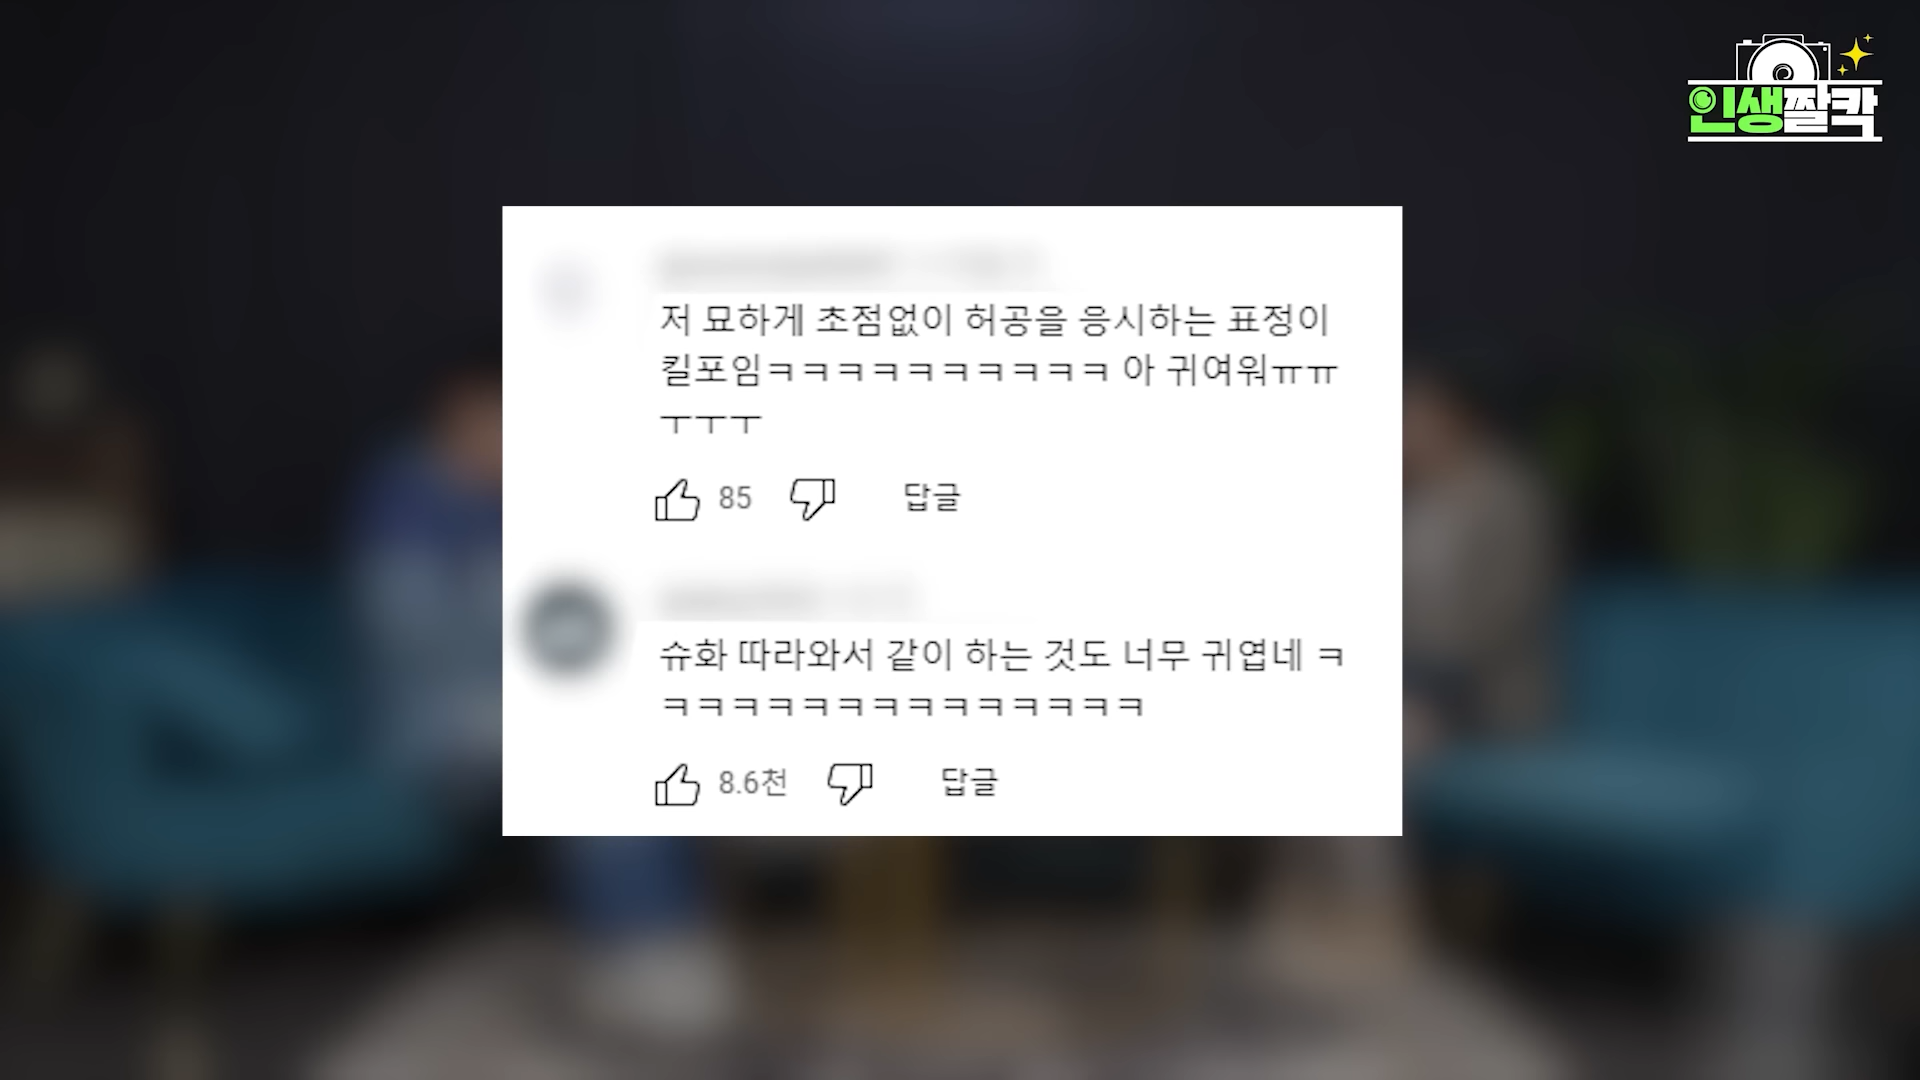 인생짤칵
저 묘하게 초점없이 허공을 응시하는 표정이
킬포임ㅋㅋㅋㅋㅋㅋㅋㅋㅋㅋ 아 귀여워ㅠㅠ
ㅜㅜㅜ
85 답글
슈화 따라와서 같이 하는 것도 너무 귀엽네 ㅋ
ㅋㅋㅋㅋㅋㅋㅋㅋㅋㅋㅋㅋㅋㅋ
8.6천 답글